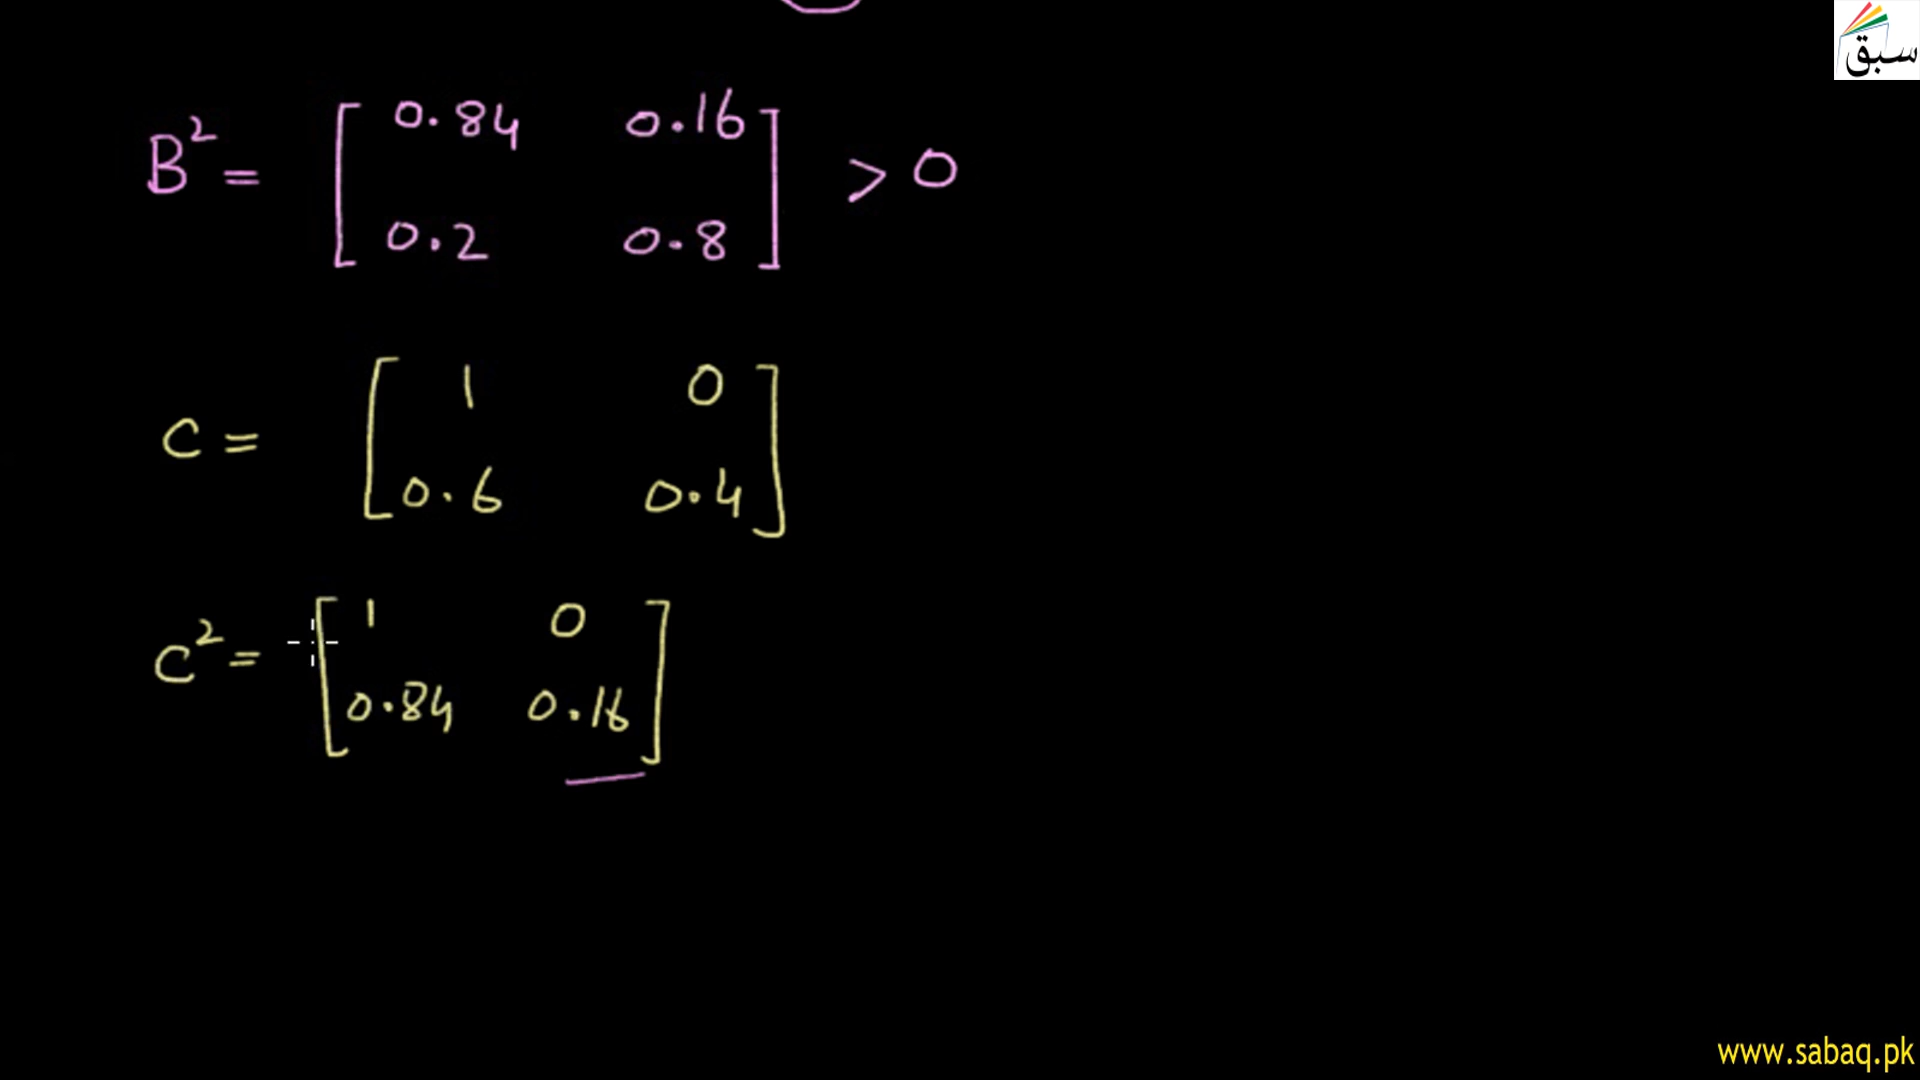 سبق
B² = [ 0.84 0.16 ] > 0
[ 0.2 0.8 ]
C = [ 1 0 ]
[ 0.6 0.4 ]
C² = [ 1 0 ]
[ 0.84 0.16 ]
www.sabaq.pk